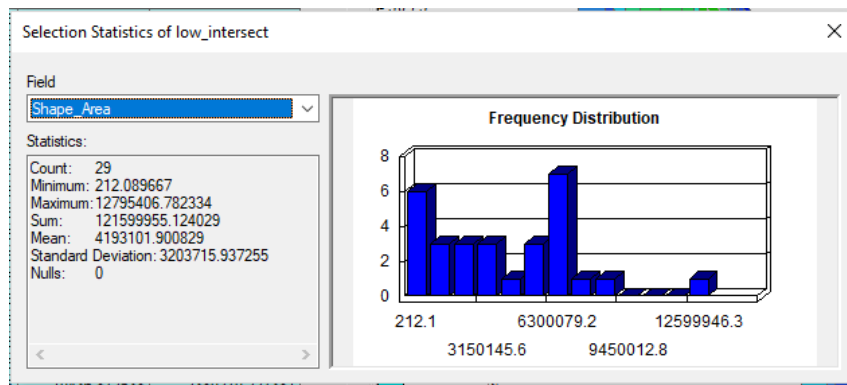 Selection Statistics of low_intersect
Field
Shape_Area
Statistics:
Count: 29
Minimum: 212.089667
Maximum: 12795406.782334
Sum: 121599955.124029
Mean: 4193101.900829
Standard Deviation: 3203715.937255
Nulls: 0
Frequency Distribution
8
6
4
2
0
212.1 6300079.2 12599946.3
3150145.6 9450012.8